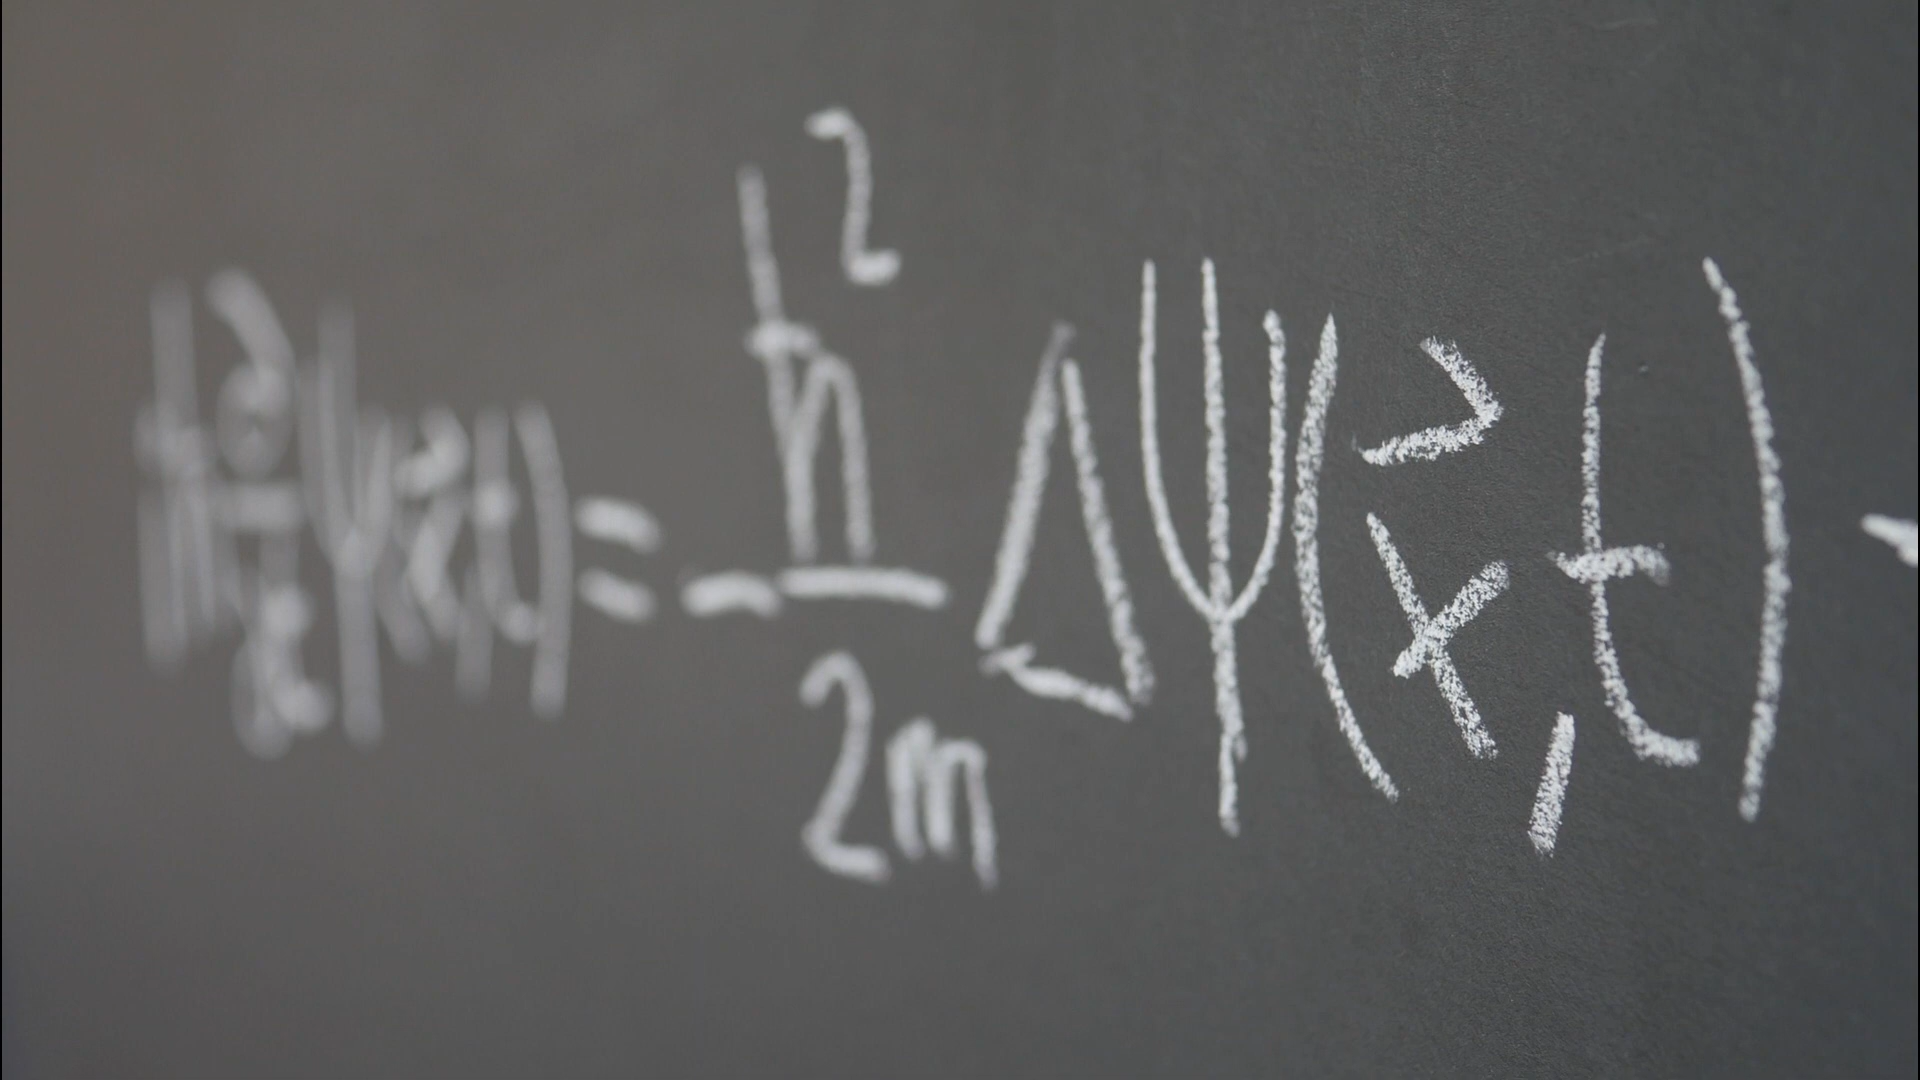 ħ ∂/∂t ψ(x⃗,t) = -ħ²/2m Δψ(x⃗,t) -